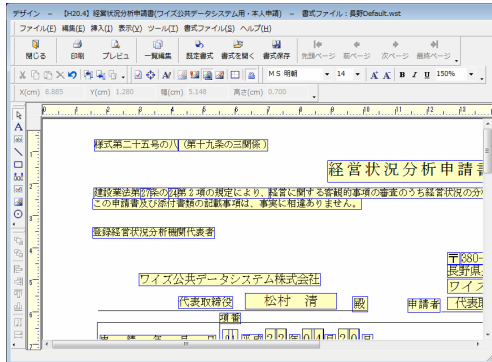 デザイン － 【H20.4】経営状況分析申請書(ワイズ公共データシステム用・本人申請) － 書式ファイル：長野Default.wst
ファイル(F) 編集(E) 挿入(I) 表示(V) ツール(T) 書式ファイル(S) ヘルプ(H)
閉じる 印刷 プレビュー 一覧編集 既定書式 書式を開く 書式保存 先頭ページ 前ページ 次ページ 最終ページ
MS 明朝 14 A A B I U 150%
X(cm) 6.885 Y(cm) 1.280 幅(cm) 5.148 高さ(cm) 0.700
様式第二十五号の八（第十九条の三関係）
経営状況分析申請書
建設業法第27条の24第２項の規定により、経営に関する客観的事項の審査のうち経営状況の分
この申請書及び添付書類の記載事項は、事実に相違ありません。
登録経営状況分析機関代表者
〒380-
長野県
ワイズ公共データシステム株式会社
ワイズ
代表取締役 松村 清 殿 申請者 代表
項番
申請年月日 01 平成22年04月20日